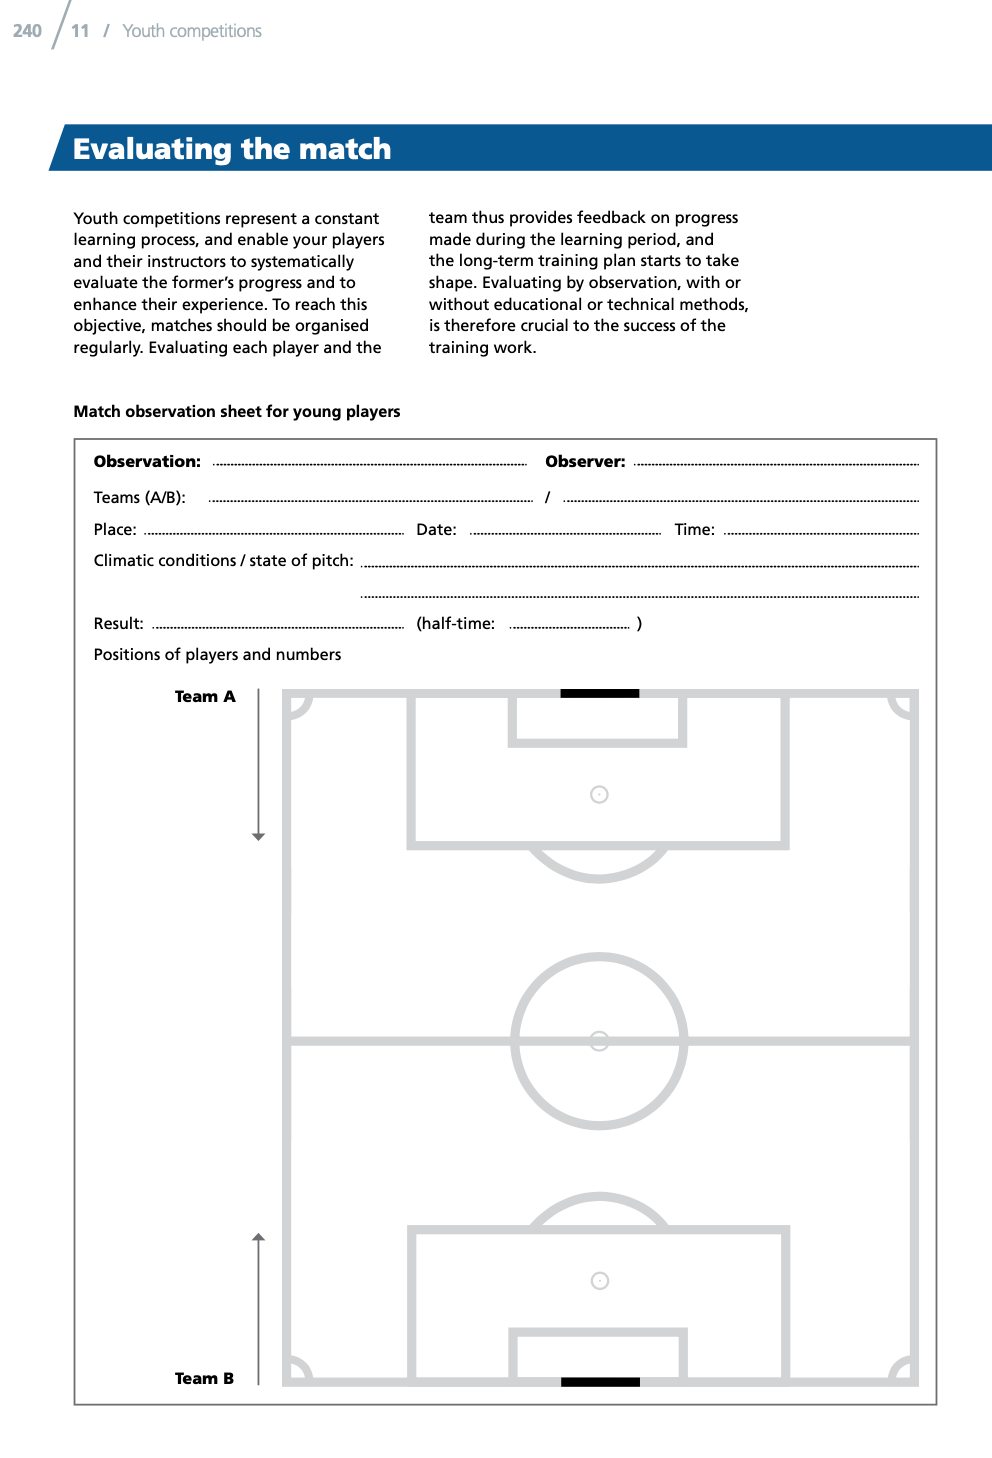 240 / 11 / Youth competitions
Evaluating the match
Youth competitions represent a constant
learning process, and enable your players
and their instructors to systematically
evaluate the former’s progress and to
enhance their experience. To reach this
objective, matches should be organised
regularly. Evaluating each player and the
team thus provides feedback on progress
made during the learning period, and
the long-term training plan starts to take
shape. Evaluating by observation, with or
without educational or technical methods,
is therefore crucial to the success of the
training work.
Match observation sheet for young players
Observation: Observer:
Teams (A/B): /
Place: Date: Time:
Climatic conditions / state of pitch:
Result: (half-time: )
Positions of players and numbers
Team A
Team B